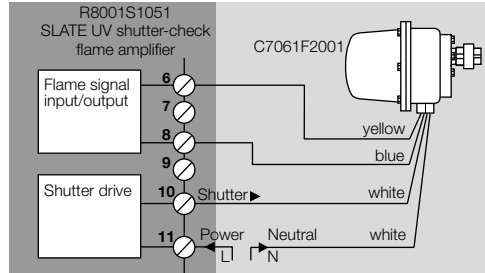 R8001S1051
SLATE UV shutter-check
flame amplifier
C7061F2001
Flame signal
input/output
6
7
8
9
yellow
blue
Shutter drive
10
Shutter
white
11
Power
L
Neutral
N
white